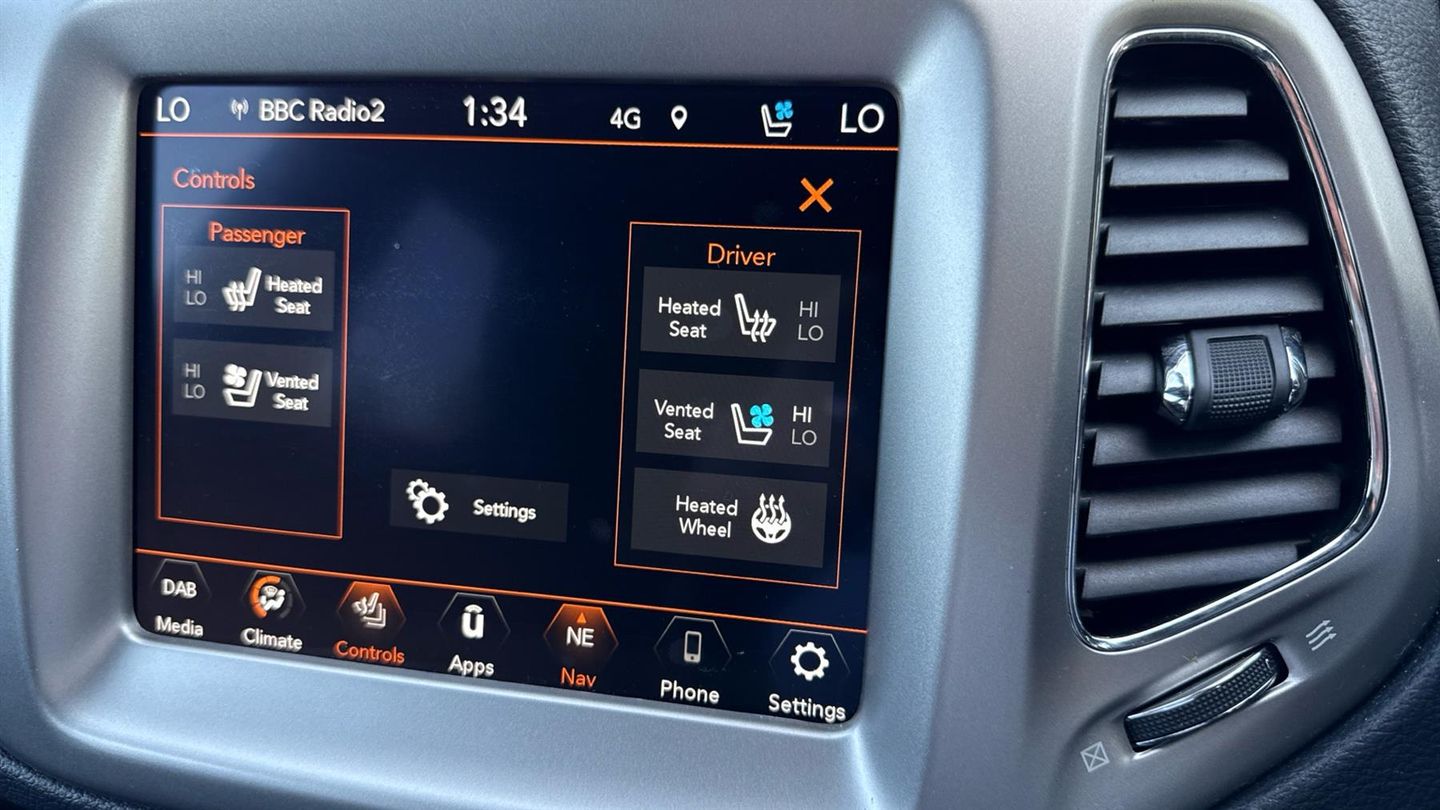 LO BBC Radio2 1:34 4G LO
Controls
Passenger
HI
LO
Heated
Seat
HI
LO
Vented
Seat
Driver
Heated
Seat
HI
LO
Vented
Seat
HI
LO
Heated
Wheel
Settings
DAB
Media
Climate
Controls
Apps
NE
Nav
Phone
Settings